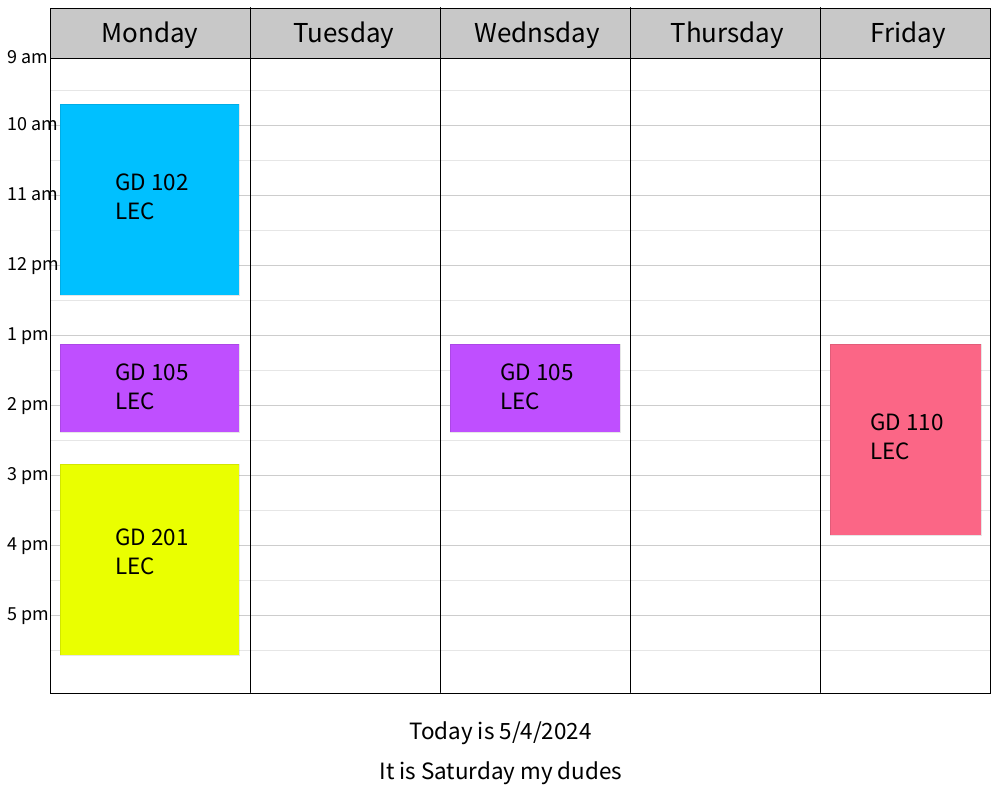 Monday Tuesday Wednsday Thursday Friday
9 am
10 am
11 am
12 pm
1 pm
2 pm
3 pm
4 pm
5 pm
GD 102
LEC
GD 105
LEC
GD 201
LEC
GD 105
LEC
GD 110
LEC
Today is 5/4/2024
It is Saturday my dudes